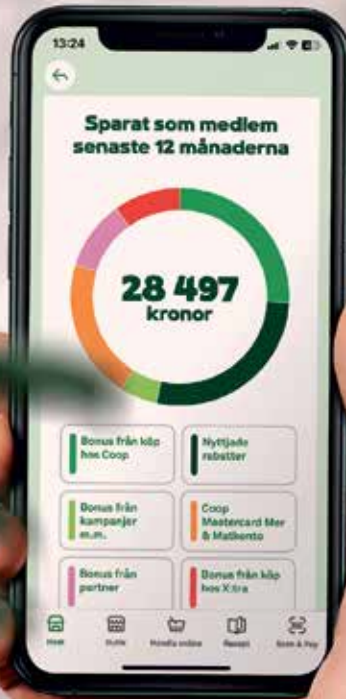 13:24
Sparat som medlem
senaste 12 månaderna
28 497
kronor
Bonus från köp
hos Coop
Nyttjade
rabatter
Bonus från
kampanjer
m.m.
Coop
Mastercard Mer
& Matkonto
Bonus från
partner
Bonus från köp
hos X:tra
Butik
Handla online
Recept
Scan & Pay